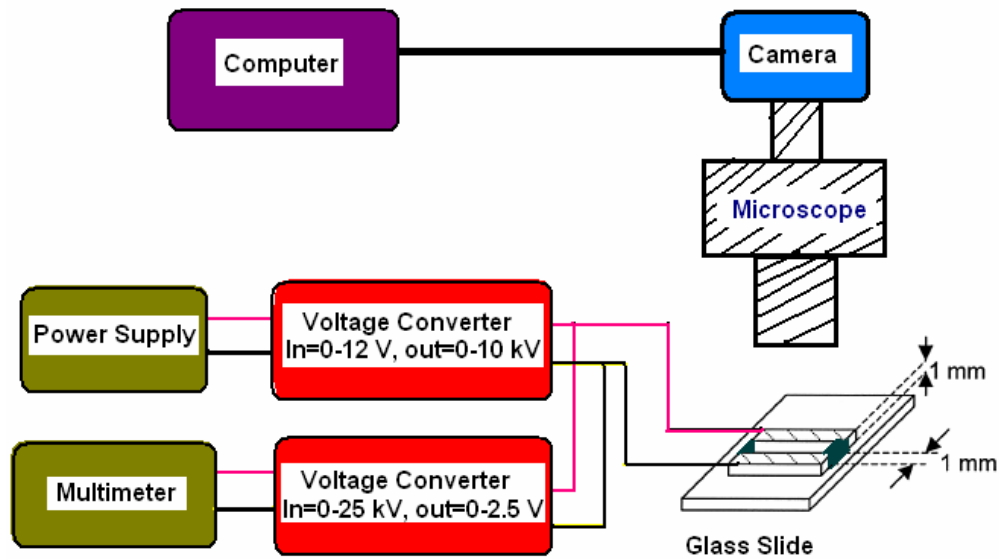 Computer
Camera
Microscope
Power Supply
Voltage Converter
In=0-12 V, out=0-10 kV
1 mm
Multimeter
Voltage Converter
In=0-25 kV, out=0-2.5 V
1 mm
Glass Slide